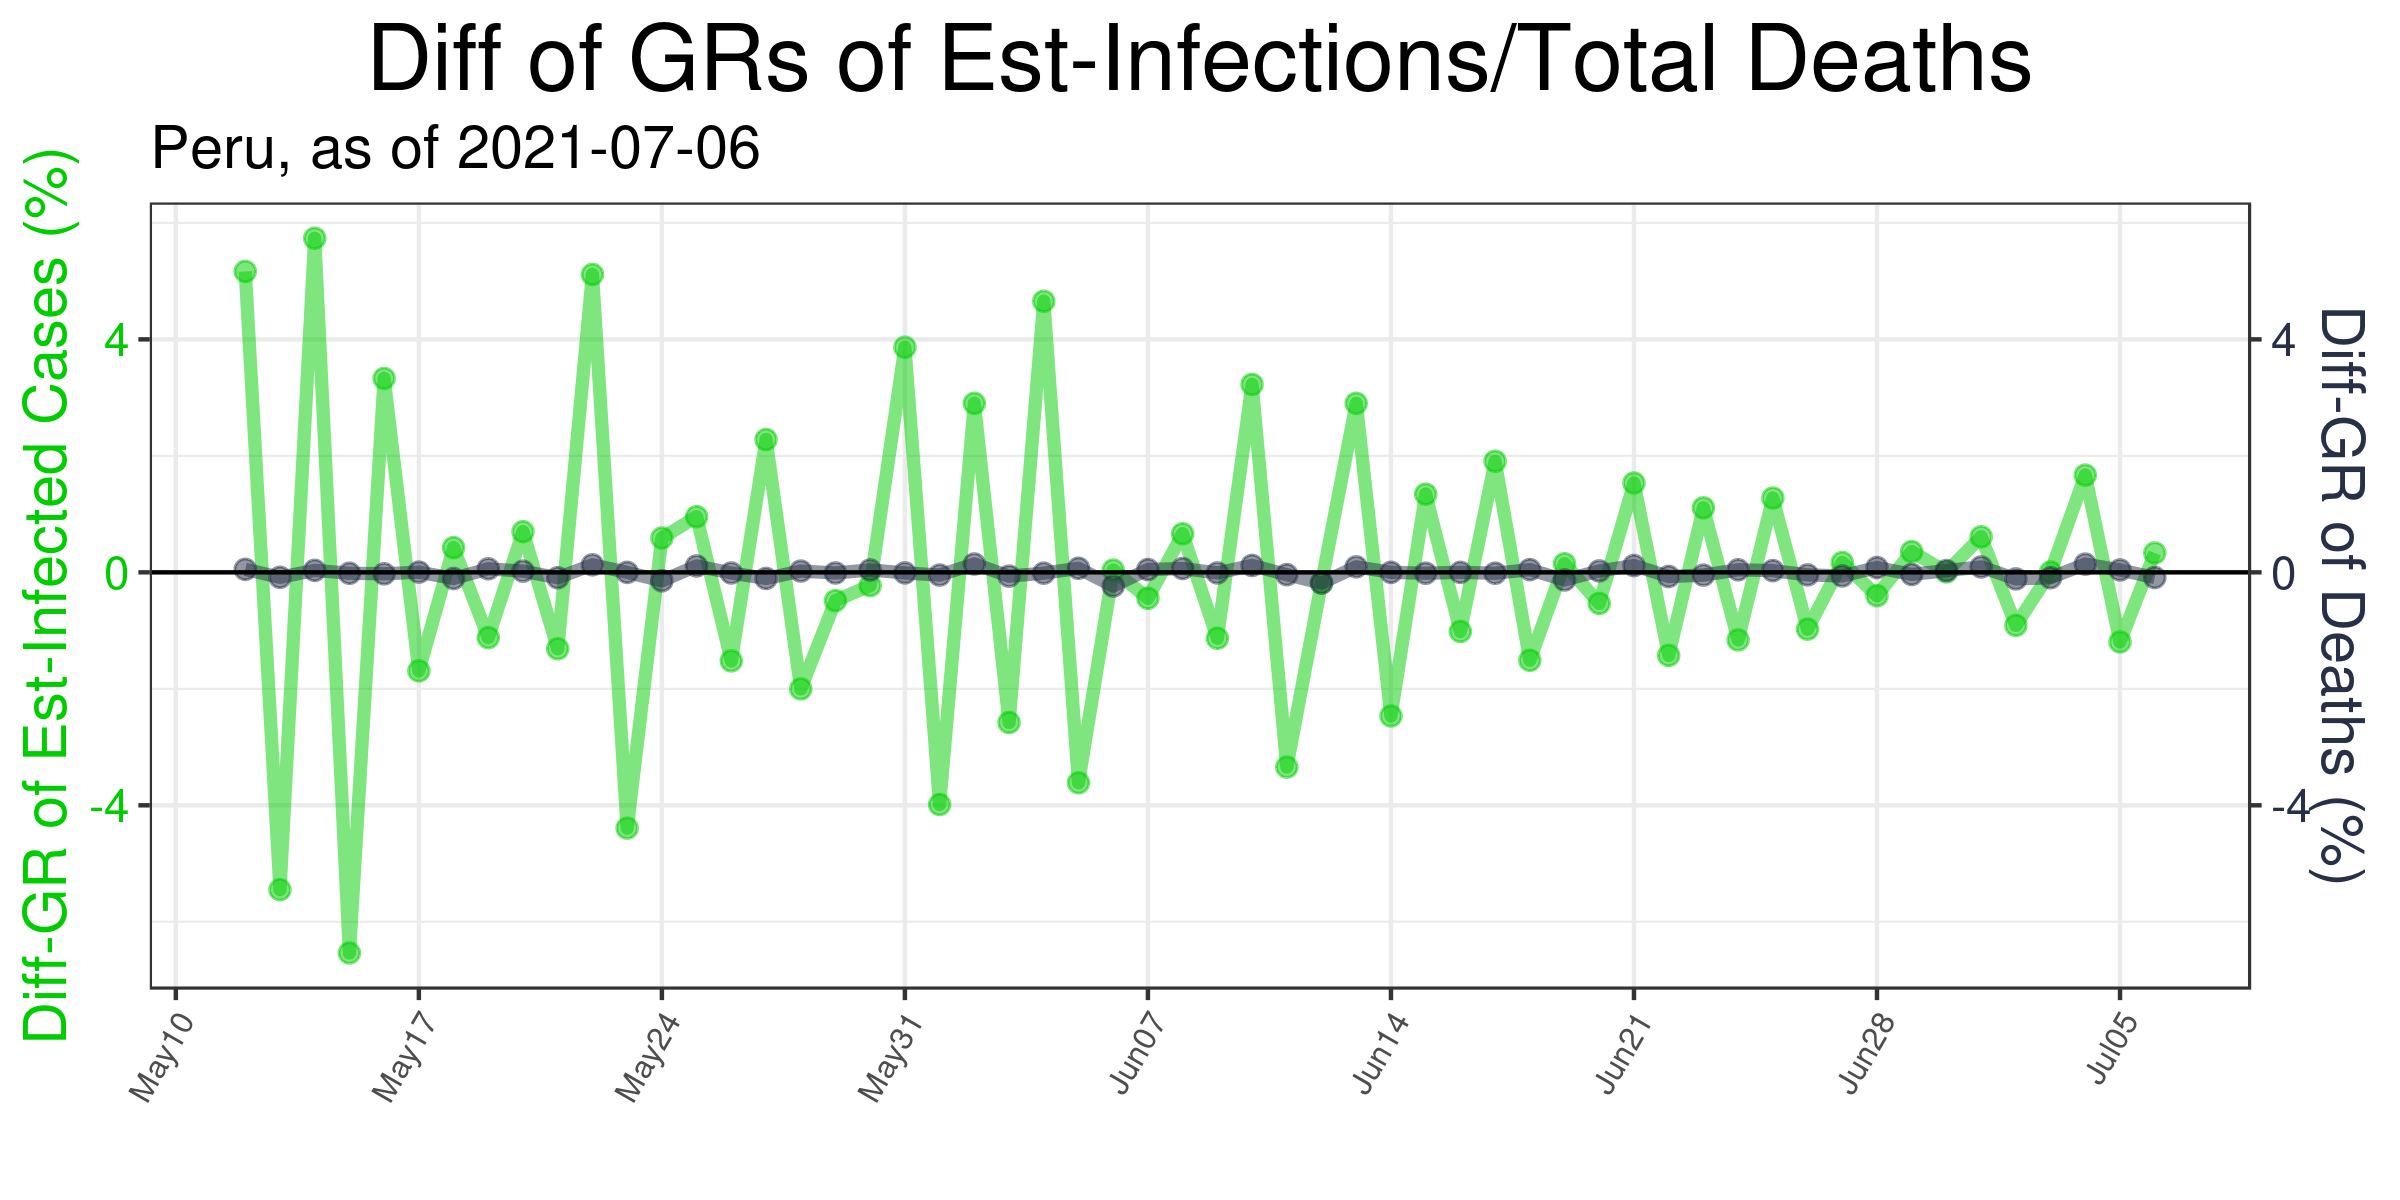 Diff of GRs of Est-Infections/Total Deaths
Peru, as of 2021-07-06
Diff-GR of Est-Infected Cases (%)
4
0
-4
4
0
-4
Diff-GR of Deaths (%)
May10
May17
May24
May31
Jun07
Jun14
Jun21
Jun28
Jul05